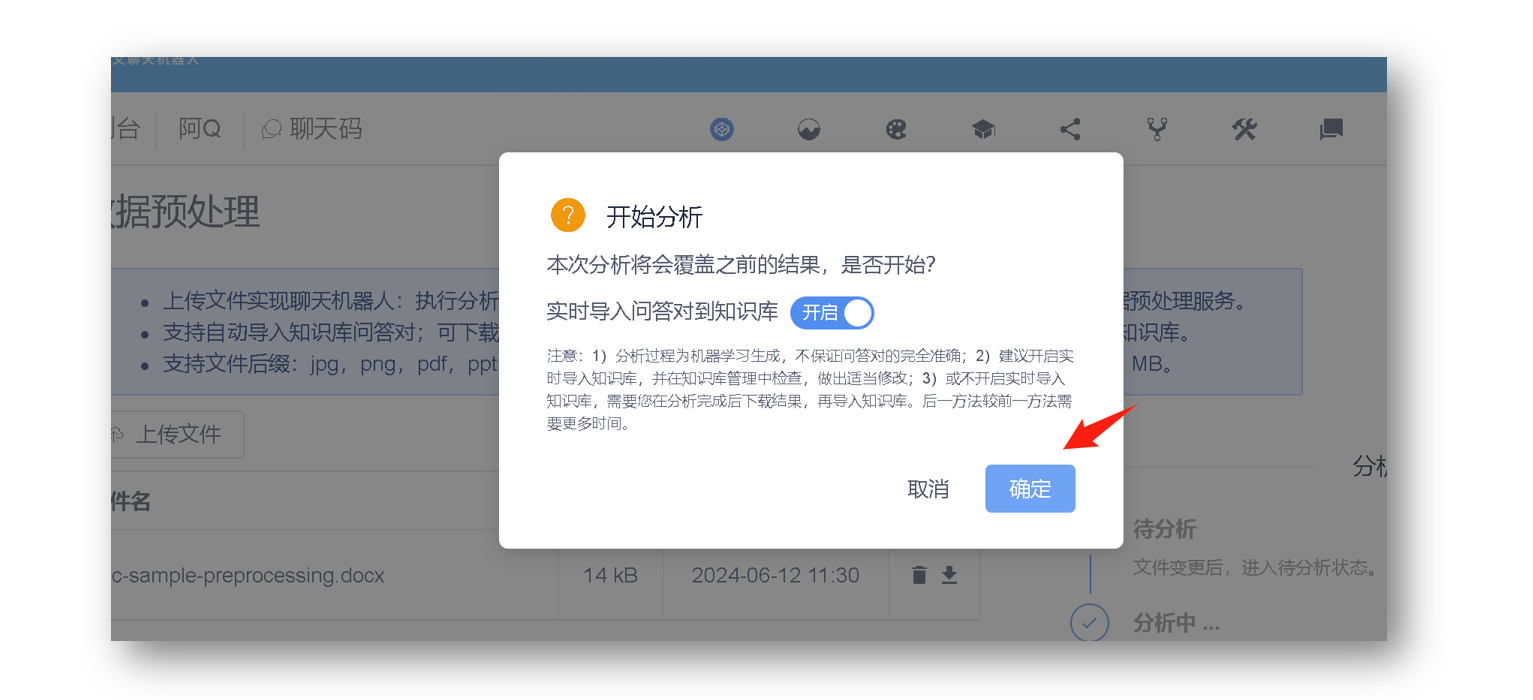 文聊天机器人
台
阿Q
聊天码
据预处理
开始分析
本次分析将会覆盖之前的结果，是否开始？
实时导入问答对到知识库 开启
注意：1）分析过程为机器学习生成，不保证问答对的完全准确；2）建议开启实
时导入知识库，并在知识库管理中检查，做出适当修改；3）或不开启实时导入
知识库，需要您在分析完成后下载结果，再导入知识库。后一方法较前一方法需
要更多时间。
取消
确定
上传文件实现聊天机器人：执行分析
据预处理服务。
支持自动导入知识库问答对；可下载
知识库。
支持文件后缀：jpg，png，pdf，ppt
MB。
上传文件
件名
分析
c-sample-preprocessing.docx
14 kB
2024-06-12 11:30
待分析
文件变更后，进入待分析状态。
分析中 ...